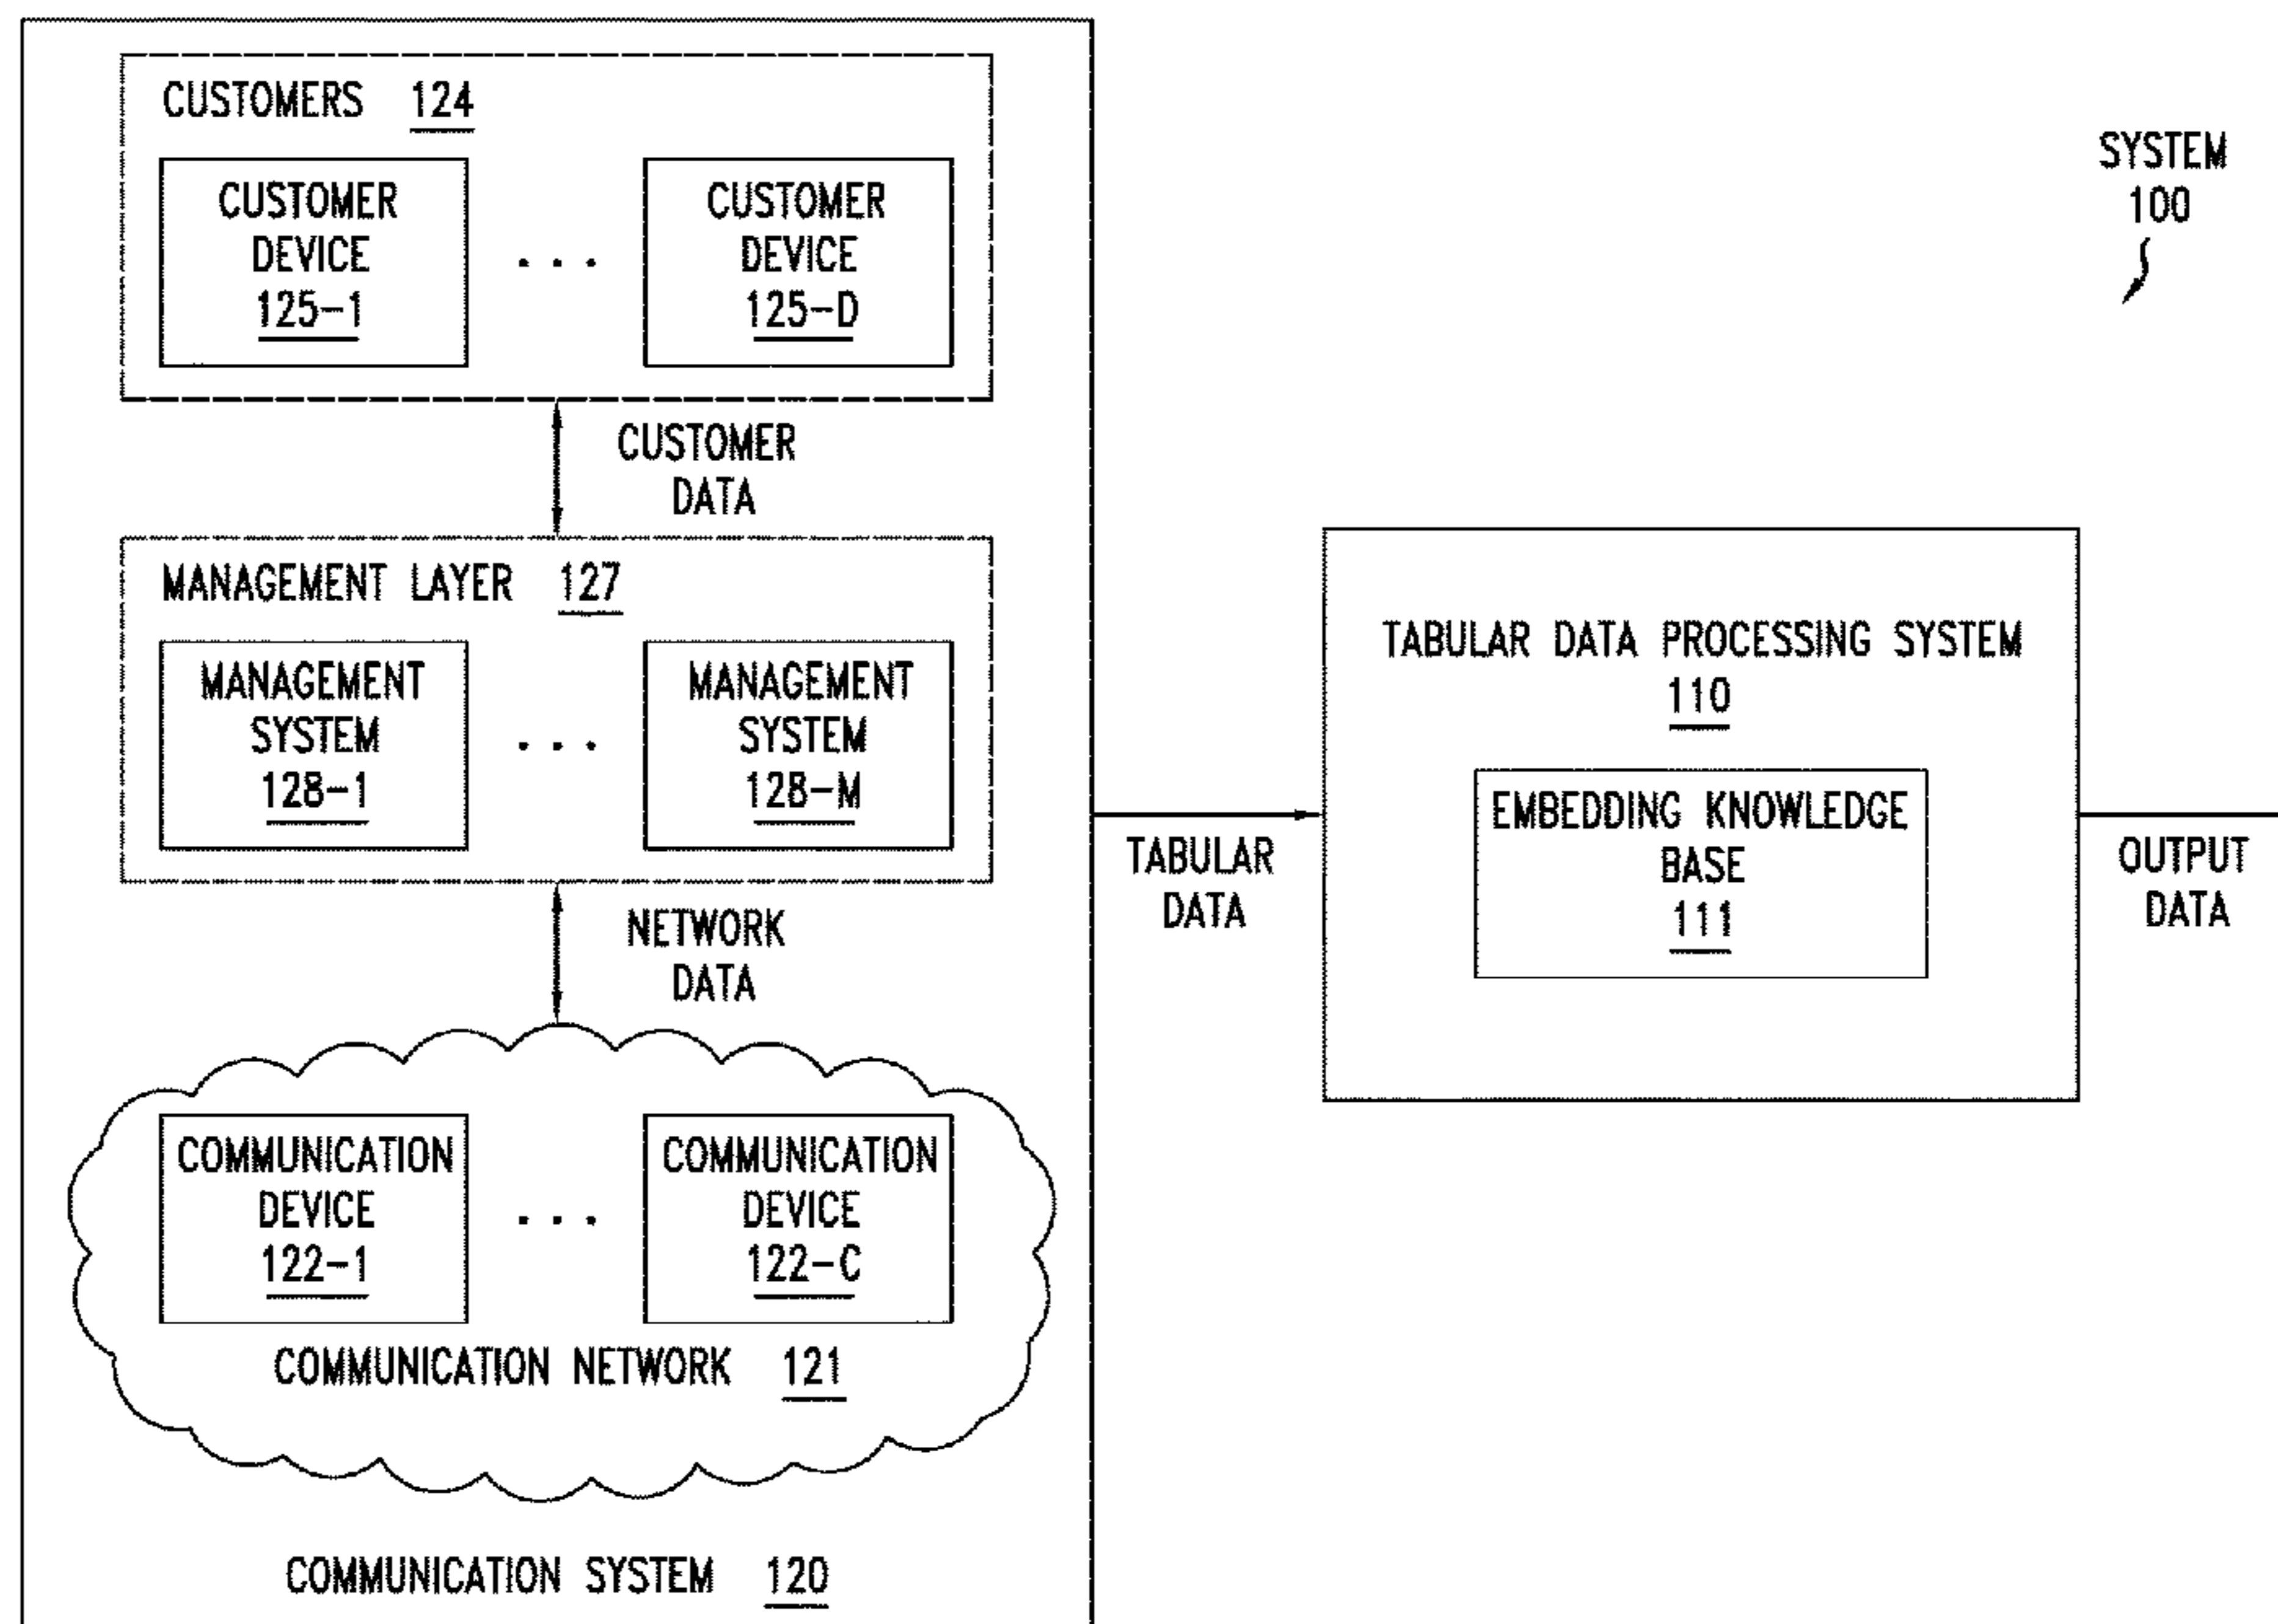 CUSTOMERS 124
CUSTOMER
DEVICE
125-1
. . .
CUSTOMER
DEVICE
125-D
CUSTOMER
DATA
MANAGEMENT LAYER 127
MANAGEMENT
SYSTEM
128-1
. . .
MANAGEMENT
SYSTEM
128-M
NETWORK
DATA
COMMUNICATION
DEVICE
122-1
. . .
COMMUNICATION
DEVICE
122-C
COMMUNICATION NETWORK 121
COMMUNICATION SYSTEM 120
TABULAR
DATA
TABULAR DATA PROCESSING SYSTEM
110
EMBEDDING KNOWLEDGE
BASE
111
OUTPUT
DATA
SYSTEM
100